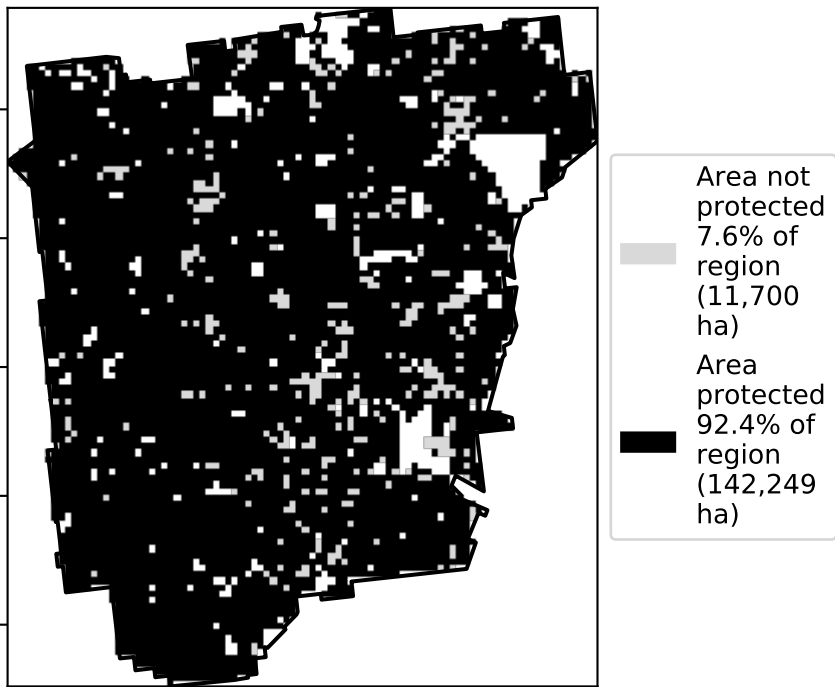 Area not
protected
7.6% of
region
(11,700
ha)
Area
protected
92.4% of
region
(142,249
ha)